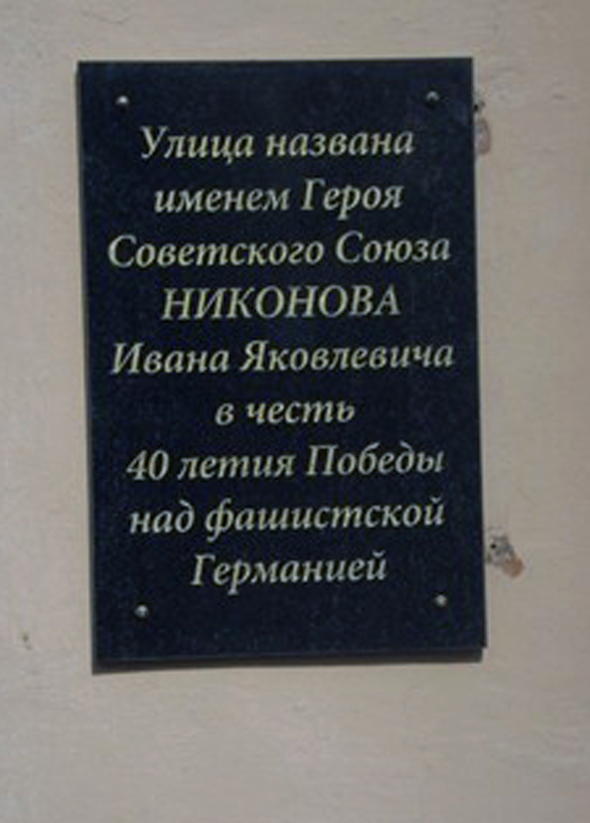 Улица названа
именем Героя
Советского Союза
НИКОНОВА
Ивана Яковлевича
в честь
40 летия Победы
над фашистской
Германией